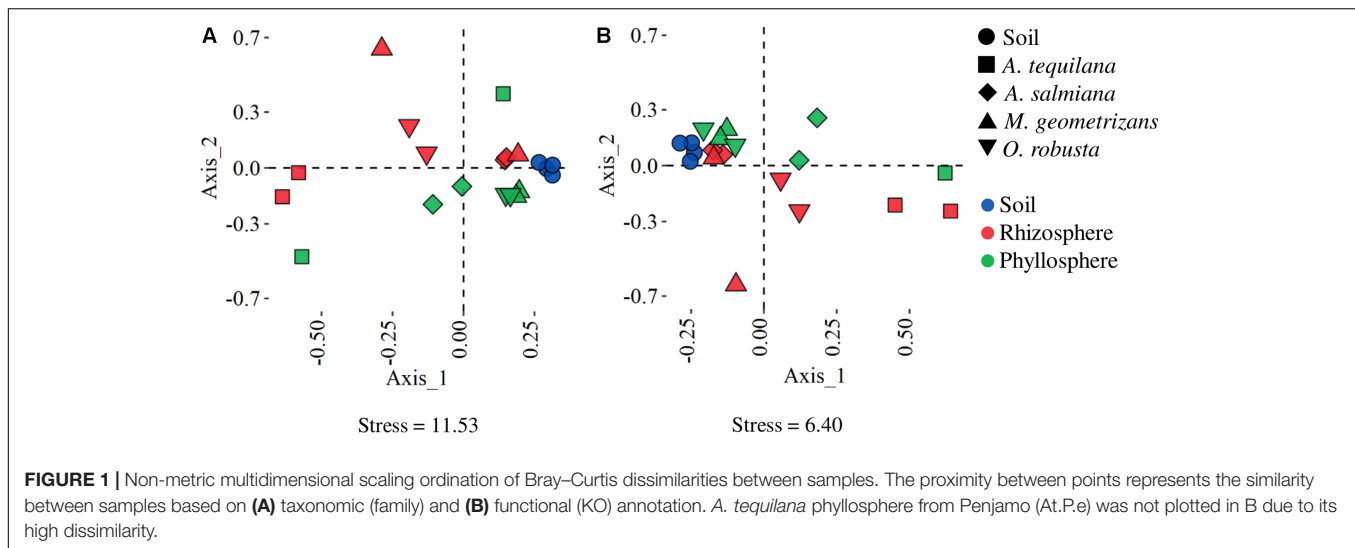 A
B
0.7
0.3
0.0
-0.3
-0.7
Axis_2
-0.50
-0.25
0.00
0.25
Axis_1
Stress = 11.53
0.7
0.3
0.0
-0.3
-0.7
Axis_2
-0.25
0.00
0.25
0.50
Axis_1
Stress = 6.40
Soil
A. tequilana
A. salmiana
M. geometrizans
O. robusta
Soil
Rhizosphere
Phyllosphere
FIGURE 1 | Non-metric multidimensional scaling ordination of Bray–Curtis dissimilarities between samples. The proximity between points represents the similarity
between samples based on (A) taxonomic (family) and (B) functional (KO) annotation. A. tequilana phyllosphere from Penjamo (At.P.e) was not plotted in B due to its
high dissimilarity.